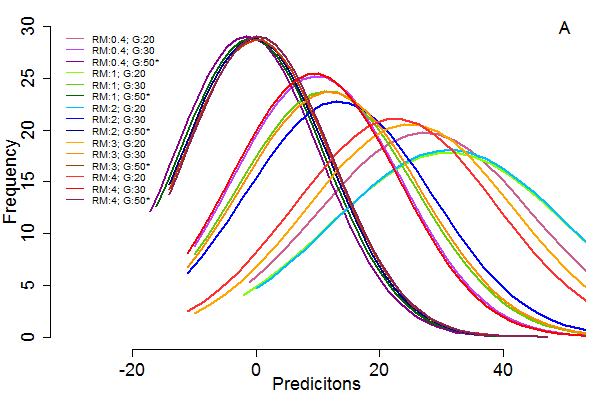 A
RM:0.4; G:20
RM:0.4; G:30
RM:0.4; G:50*
RM:1; G:20
RM:1; G:30
RM:1; G:50*
RM:2; G:20
RM:2; G:30
RM:2; G:50*
RM:3; G:20
RM:3; G:30
RM:3; G:50*
RM:4; G:20
RM:4; G:30
RM:4; G:50*
Frequency
30
25
20
15
10
5
0
-20 0 20 40
Predicitons